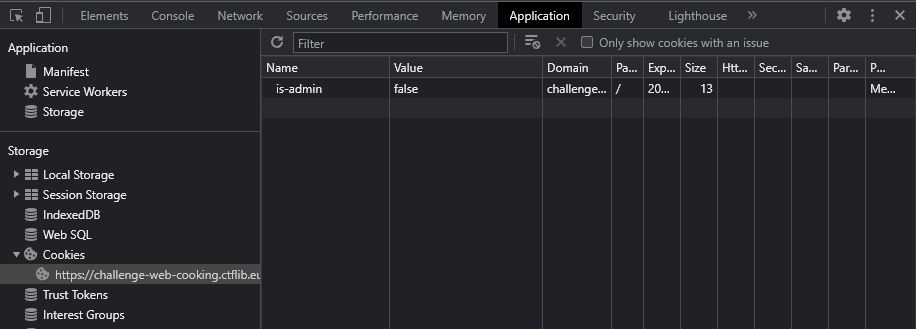 Elements Console Network Sources Performance Memory Application Security Lighthouse »
Application
Manifest
Service Workers
Storage
Storage
Local Storage
Session Storage
IndexedDB
Web SQL
Cookies
https://challenge-web-cooking.ctflib.eu
Trust Tokens
Interest Groups
Filter Only show cookies with an issue
Name Value Domain Pa... Exp... Size Htt... Sec... Sa... Par... P...
is-admin false challenge... / 20... 13 Me...